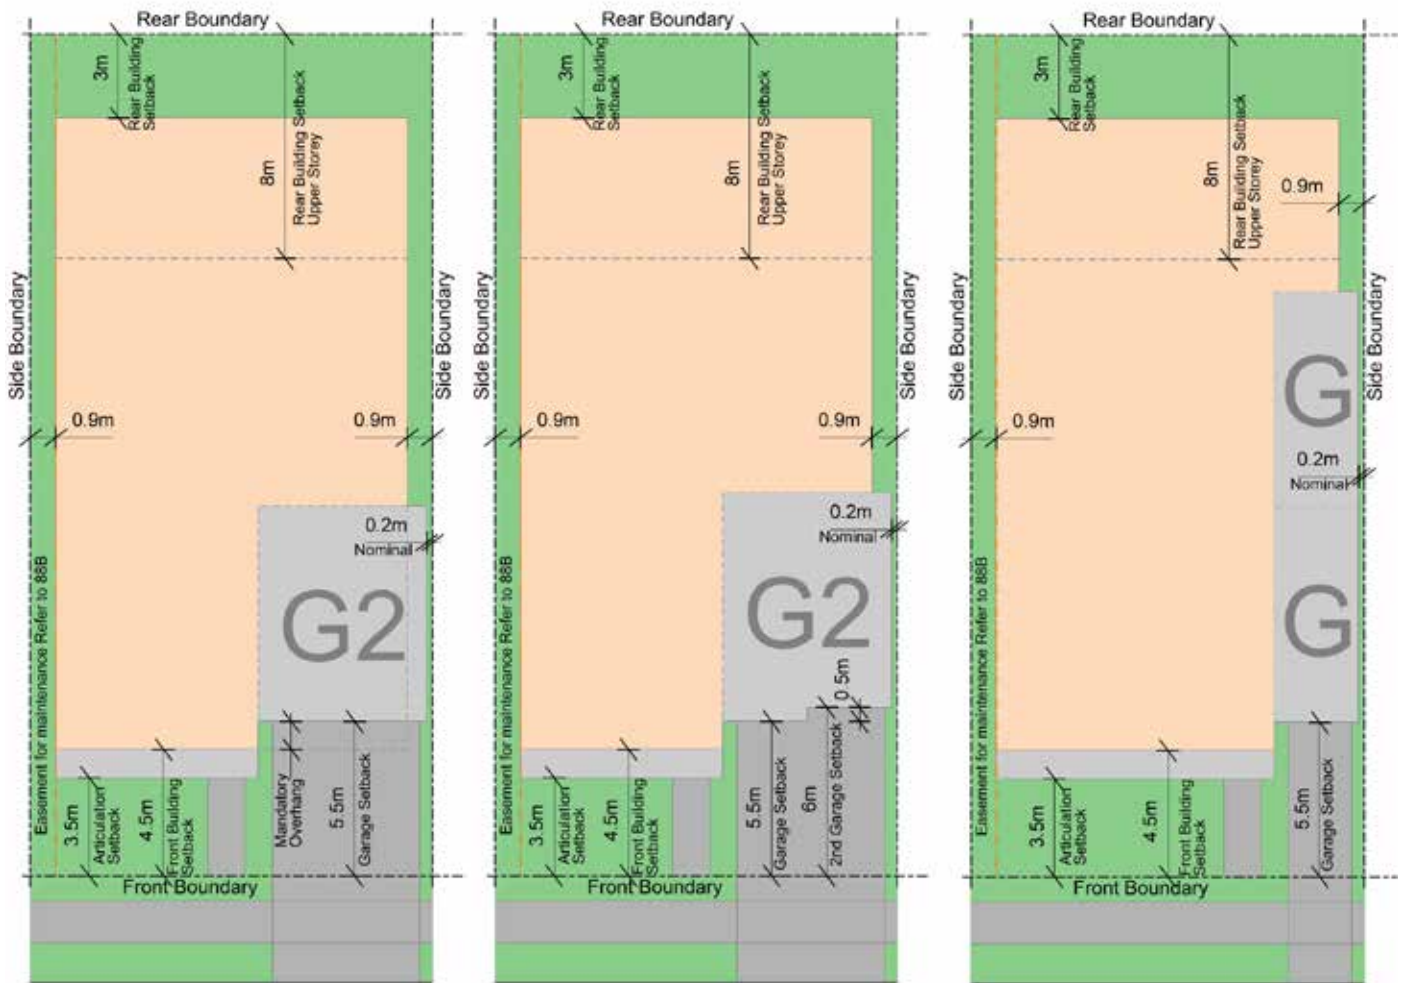 Rear Boundary
3m
Rear Building
Setback
8m
Rear Building Setback
Upper Storey
Side Boundary
Side Boundary
0.9m
0.9m
0.2m
Nominal
G2
Easement for maintenance Refer to 88B
3.5m
Articulation
Setback
4.5m
Front Building
Setback
Mandatory
Overhang
5.5m
Garage Setback
Front Boundary
Rear Boundary
3m
Rear Building
Setback
8m
Rear Building Setback
Upper Storey
Side Boundary
Side Boundary
0.9m
0.9m
0.2m
Nominal
G2
0.5m
Easement for maintenance Refer to 88B
3.5m
Articulation
Setback
4.5m
Front Building
Setback
5.5m
Garage Setback
6m
2nd Garage Setback
Front Boundary
Rear Boundary
3m
Rear Building
Setback
8m
Rear Building Setback
Upper Storey
0.9m
Side Boundary
Side Boundary
G
0.9m
0.2m
Nominal
G
Easement for maintenance Refer to 88B
3.5m
Articulation
Setback
4.5m
Front Building
Setback
5.5m
Garage Setback
Front Boundary